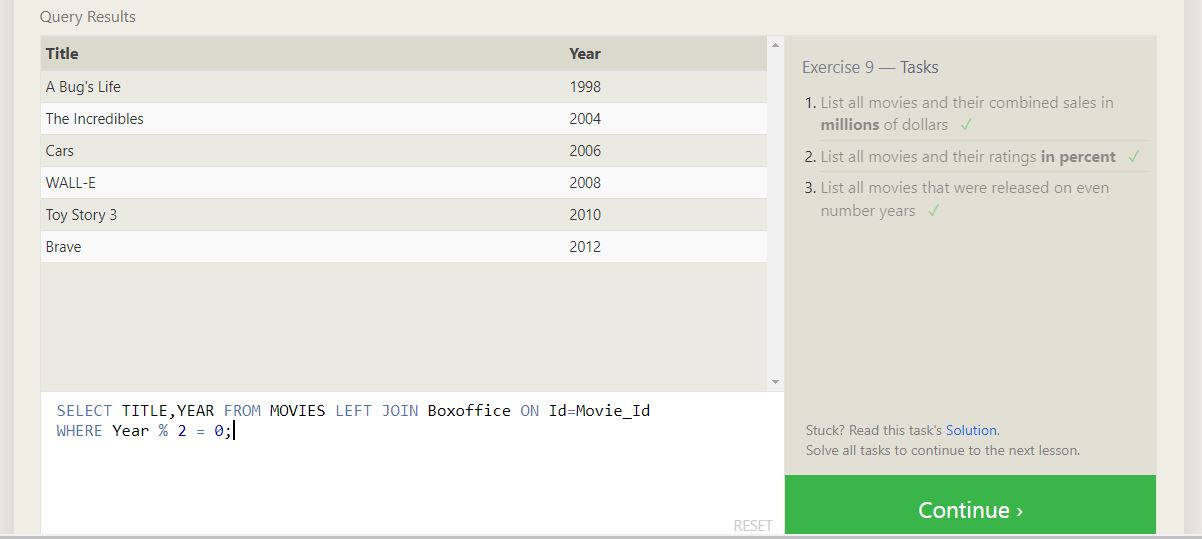 Query Results
Title Year
A Bug's Life 1998
The Incredibles 2004
Cars 2006
WALL-E 2008
Toy Story 3 2010
Brave 2012
SELECT TITLE,YEAR FROM MOVIES LEFT JOIN Boxoffice ON Id=Movie_Id
WHERE Year % 2 = 0;
RESET
Exercise 9 — Tasks
1. List all movies and their combined sales in
millions of dollars ✓
2. List all movies and their ratings in percent ✓
3. List all movies that were released on even
number years ✓
Stuck? Read this task's Solution.
Solve all tasks to continue to the next lesson.
Continue ›